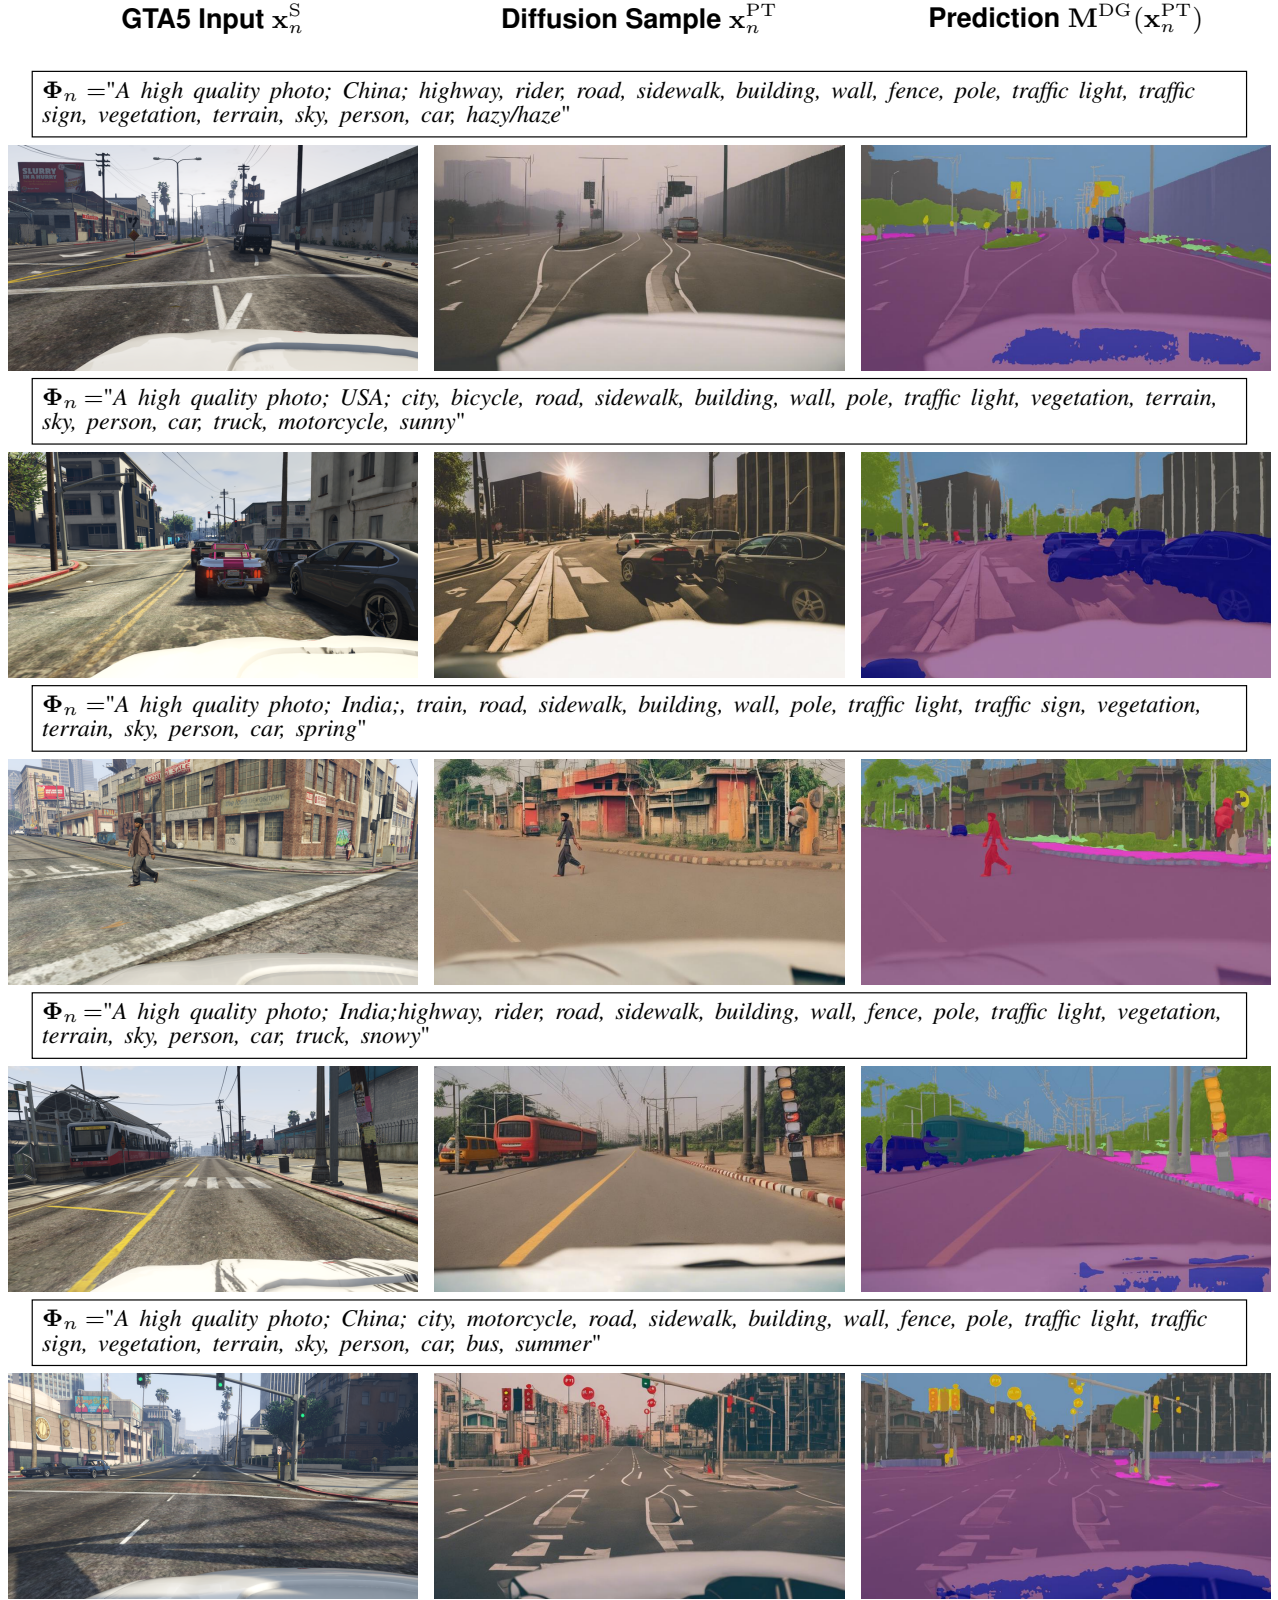 GTA5 Input x_n^S
Diffusion Sample x_n^PT
Prediction M^DG(x_n^PT)
Φ_n ="A high quality photo; China; highway, rider, road, sidewalk, building, wall, fence, pole, traffic light, traffic
sign, vegetation, terrain, sky, person, car, hazy/haze"
SLURRY
IN A HURRY
Φ_n ="A high quality photo; USA; city, bicycle, road, sidewalk, building, wall, pole, traffic light, vegetation, terrain,
sky, person, car, truck, motorcycle, sunny"
Φ_n ="A high quality photo; India;, train, road, sidewalk, building, wall, pole, traffic light, traffic sign, vegetation,
terrain, sky, person, car, spring"
Φ_n ="A high quality photo; India;highway, rider, road, sidewalk, building, wall, fence, pole, traffic light, vegetation,
terrain, sky, person, car, truck, snowy"
Φ_n ="A high quality photo; China; city, motorcycle, road, sidewalk, building, wall, fence, pole, traffic light, traffic
sign, vegetation, terrain, sky, person, car, bus, summer"